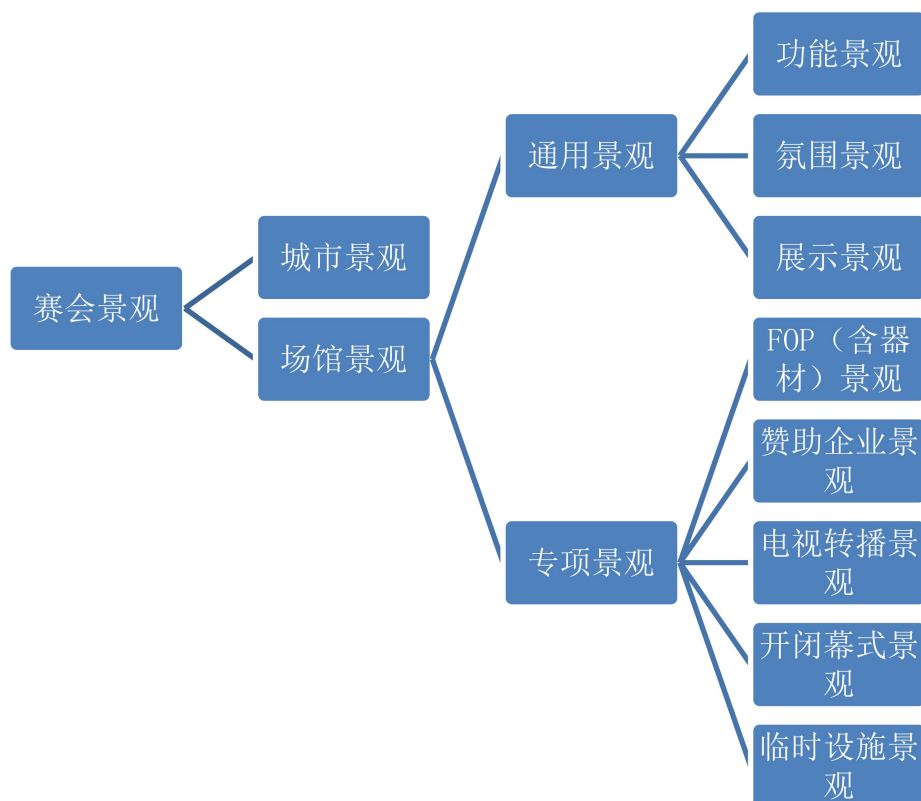 功能景观
通用景观
氛围景观
展示景观
城市景观
赛会景观
场馆景观
FOP（含器
材）景观
赞助企业景
观
专项景观
电视转播景
观
开闭幕式景
观
临时设施景
观